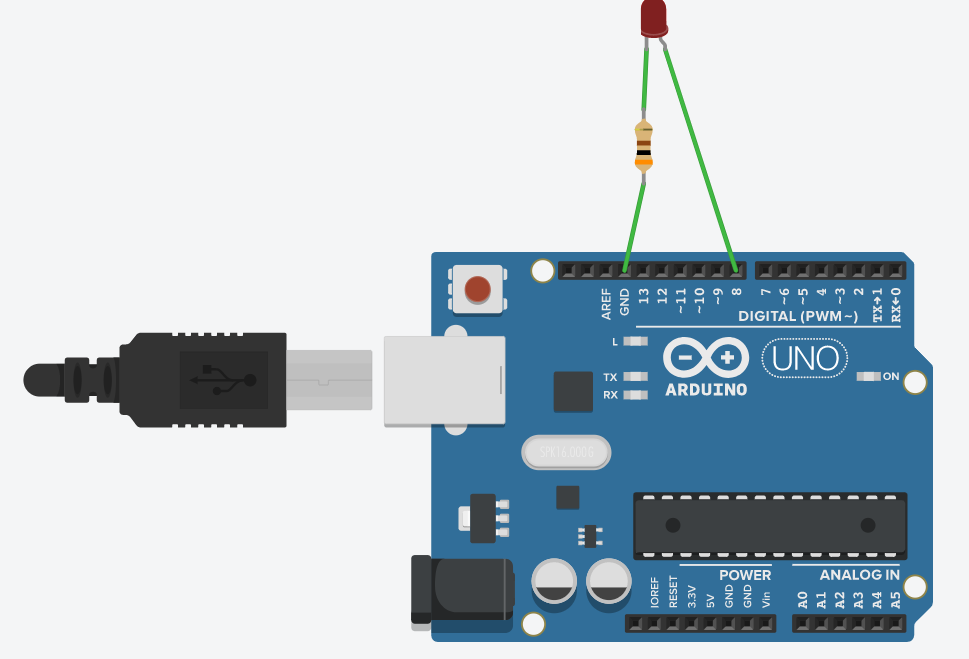 AREF
GND
13
12
~11
~10
~9
8
7
~6
~5
4
~3
2
TX→1
RX←0
DIGITAL (PWM~)
L
TX
RX
ARDUINO
UNO
ON
SPK16.000G
POWER
ANALOG IN
IOREF
RESET
3.3V
5V
GND
GND
Vin
A0
A1
A2
A3
A4
A5